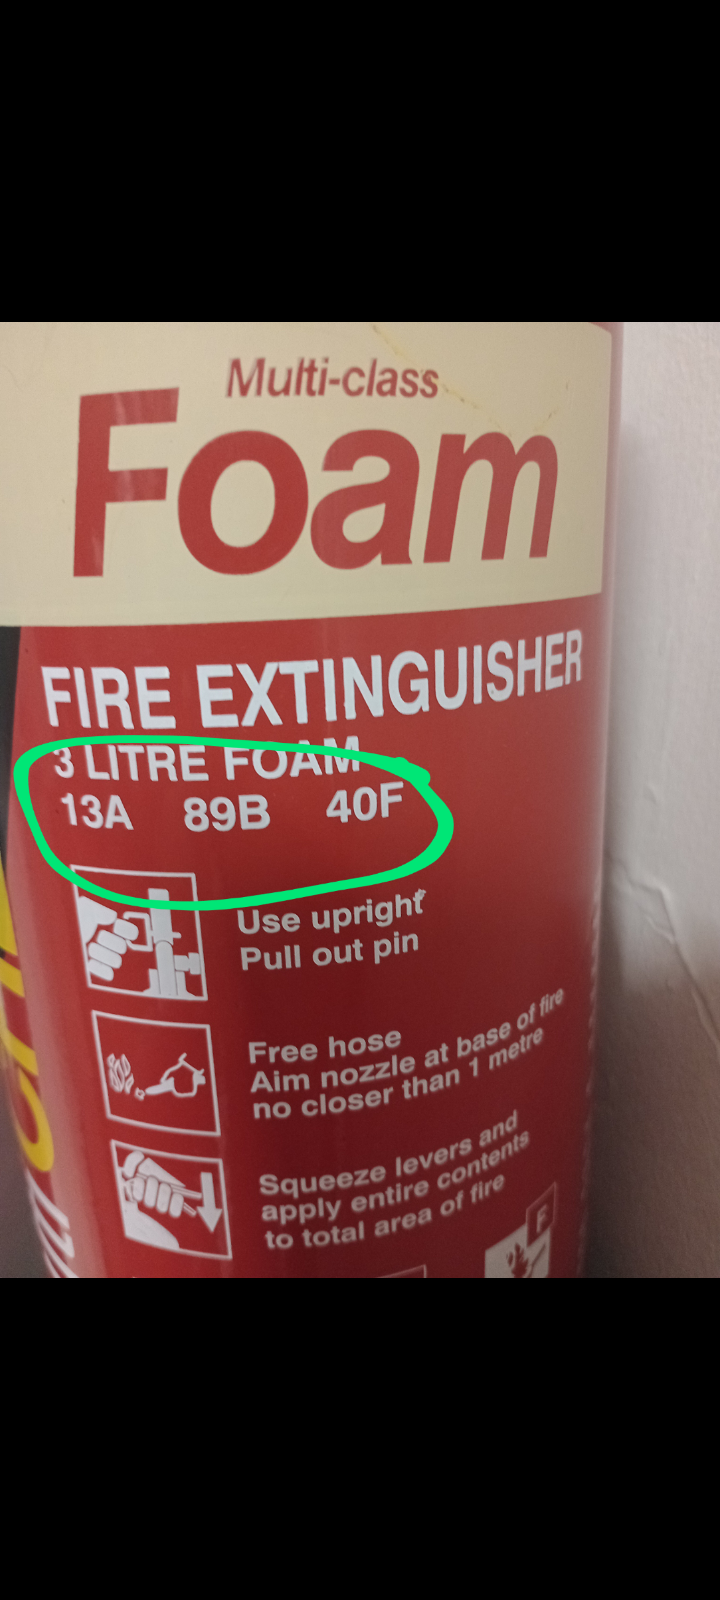 Multi-class
Foam
FIRE EXTINGUISHER
3 LITRE FOAM
13A 89B 40F
Use upright
Pull out pin
Free hose
Aim nozzle at base of fire
no closer than 1 metre
Squeeze levers and
apply entire contents
to total area of fire
F